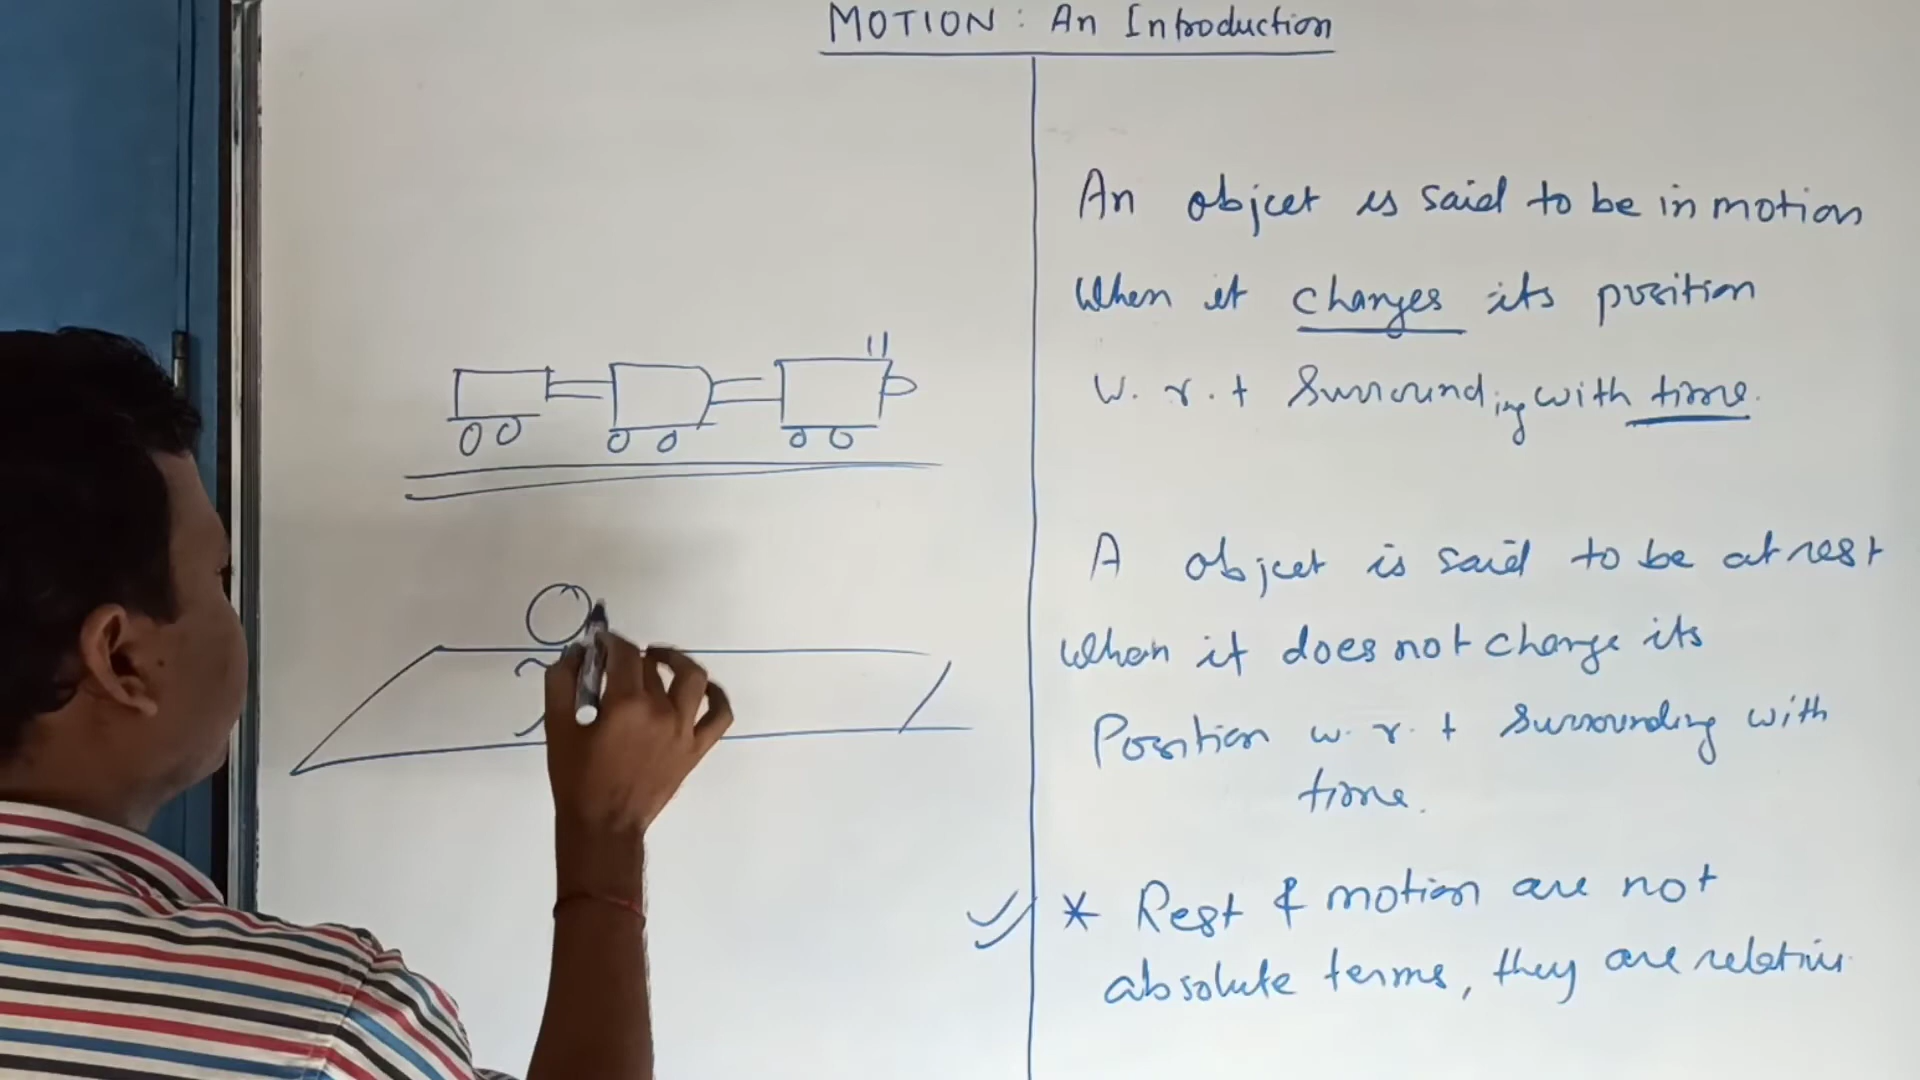 MOTION : An Introduction
An objcet is said to be in motion
When it changes its position
W. r. t Surrounding with time.
A objcet is said to be at rest
When it does not change its
Position w. r. t Surrounding with
time.
* Rest & motion are not
absolute terms, they are relative